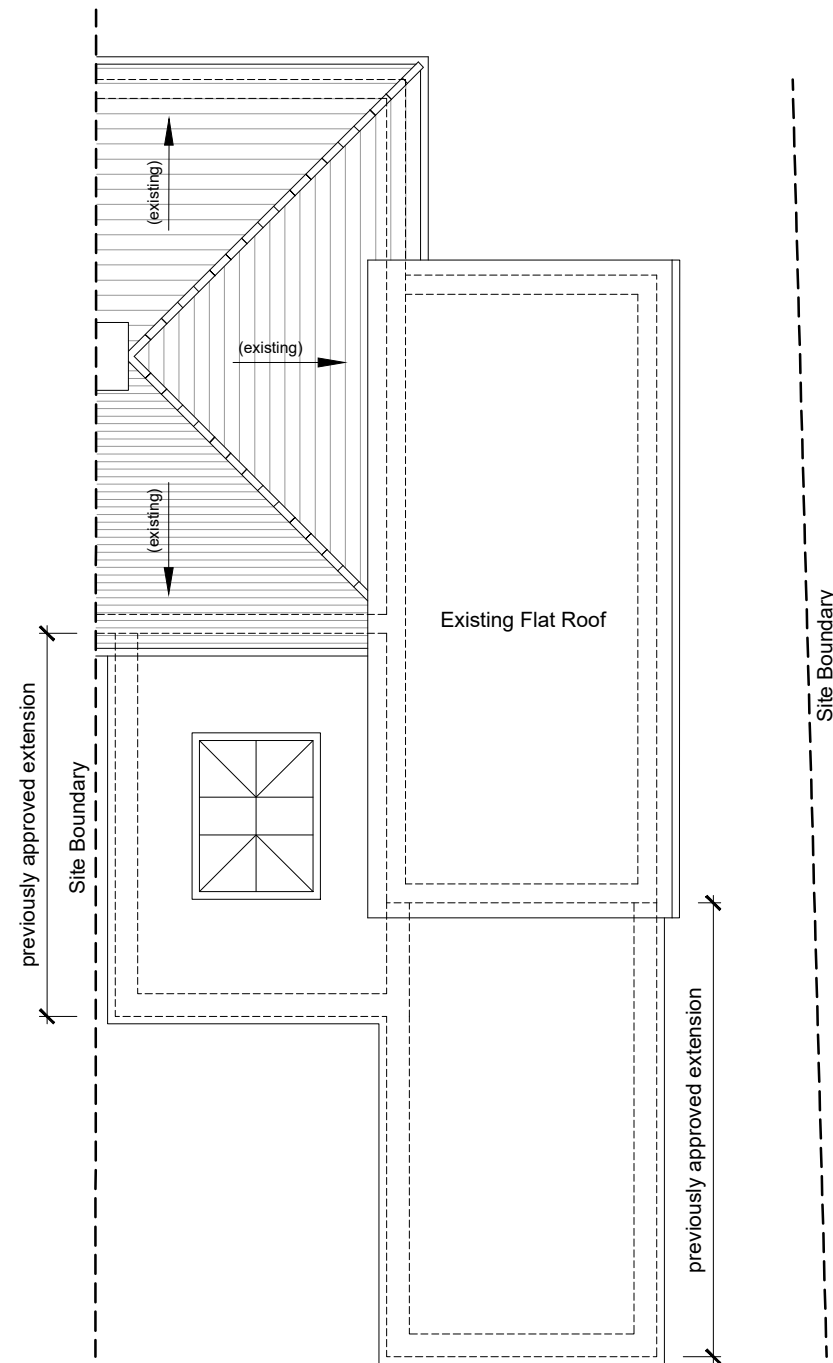 (existing)
(existing)
(existing)
Existing Flat Roof
Site Boundary
previously approved extension
Site Boundary
previously approved extension